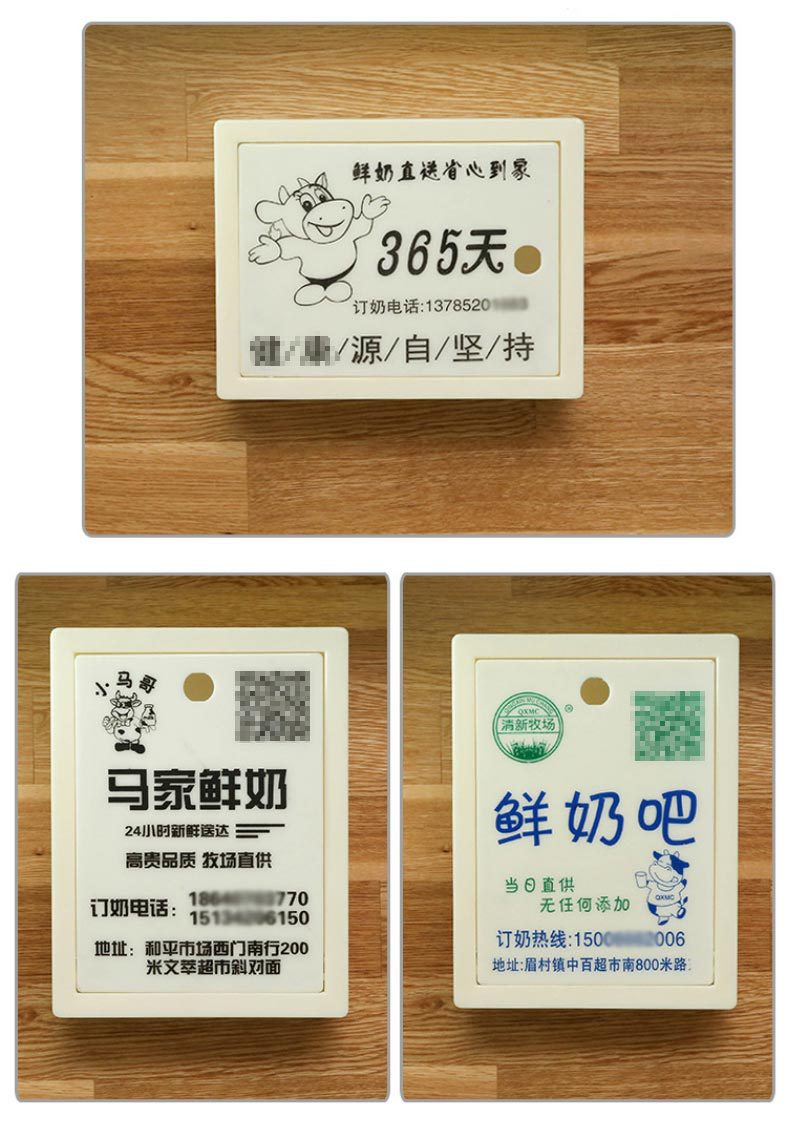 鲜奶直送省心到家
365天
订奶电话:13785201
/源/自/坚/持
小马哥
马家鲜奶
24小时新鲜送达
高贵品质 牧场直供
订奶电话:
770
150
地址: 和平市场西门南行200
米文萃超市斜对面
QXMC
清新牧场
®
鲜奶吧
当日直供
无任何添加
QXMC
订奶热线:150 006
地址:眉村镇中百超市南800米路